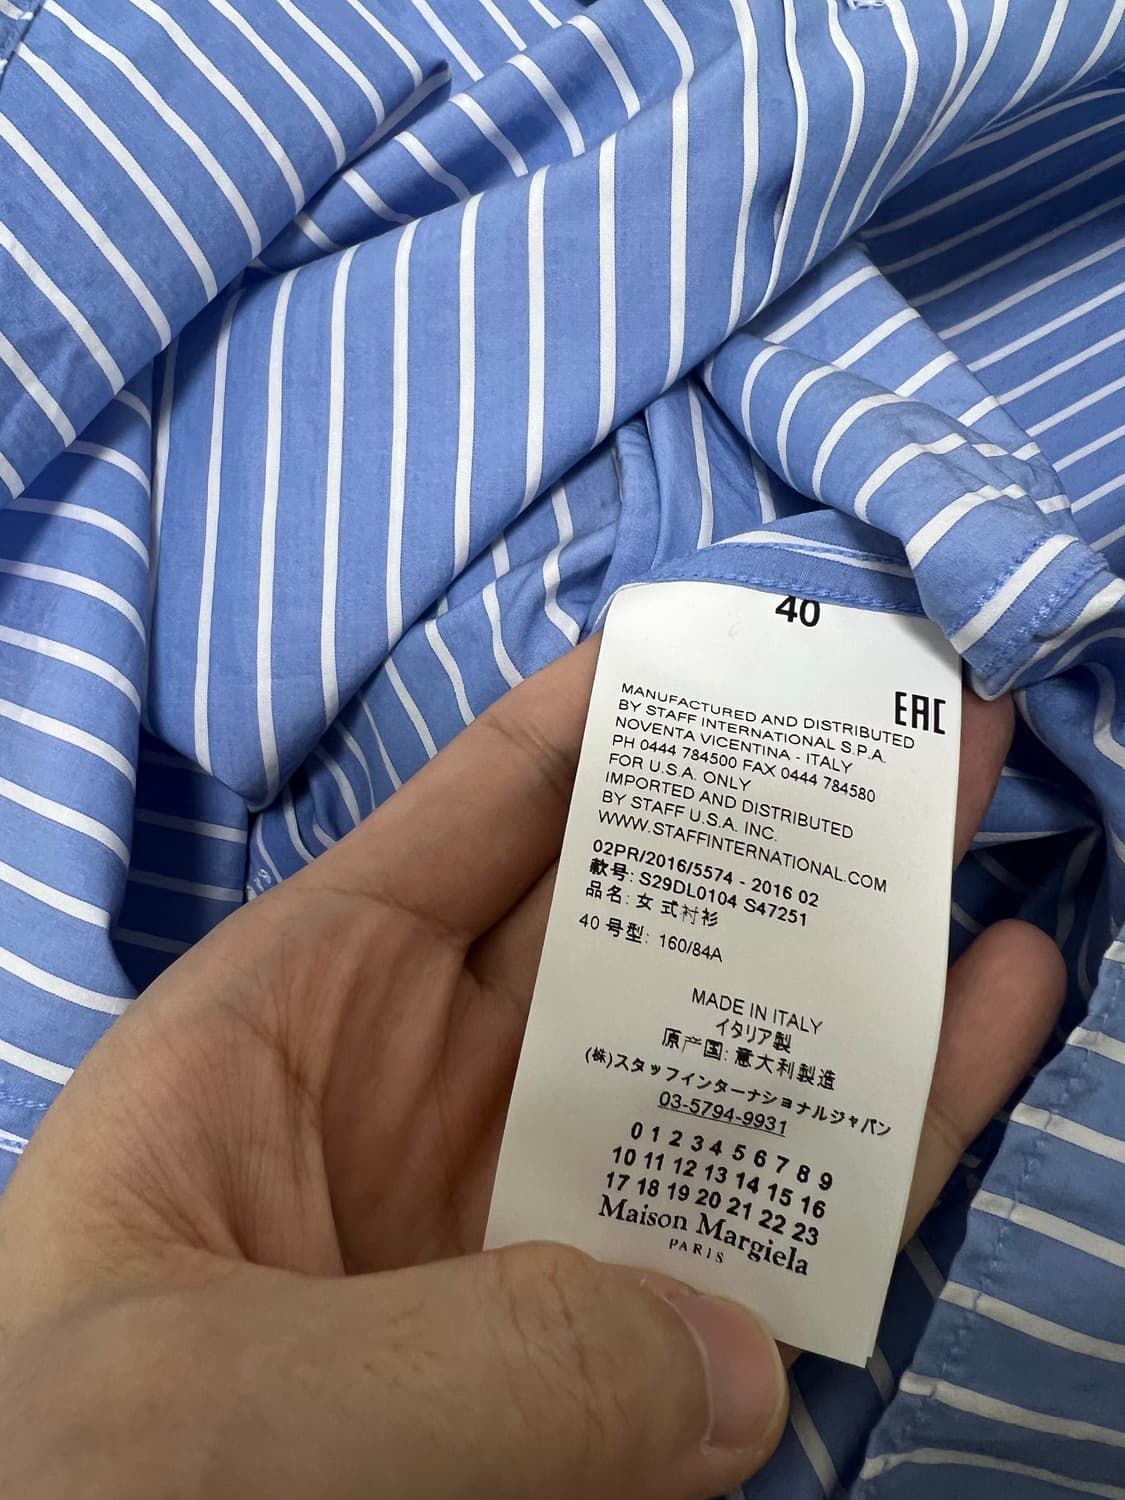 40
EAC
MANUFACTURED AND DISTRIBUTED
BY STAFF INTERNATIONAL S.P.A.
NOVENTA VICENTINA - ITALY
PH 0444 784500 FAX 0444 784580
FOR U.S.A. ONLY
IMPORTED AND DISTRIBUTED
BY STAFF U.S.A. INC.
WWW.STAFFINTERNATIONAL.COM
02PR/2016/5574 - 2016 02
款号: S29DL0104 S47251
品名: 女式衬衫
40 号型: 160/84A
MADE IN ITALY
イタリア製
原产国: 意大利製造
(株)スタッフインターナショナルジャパン
03-5794-9931
0 1 2 3 4 5 6 7 8 9
10 11 12 13 14 15 16
17 18 19 20 21 22 23
Maison Margiela
PARIS